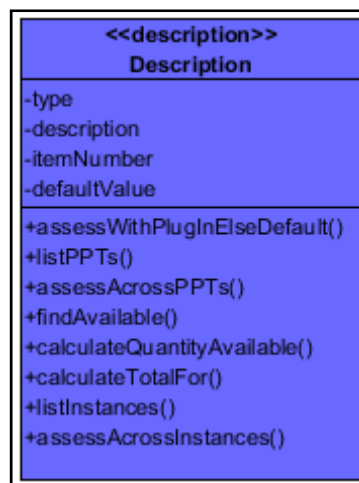 <<description>>
Description
-type
-description
-itemNumber
-defaultValue
+assessWithPlugInElseDefault()
+listPPTs()
+assessAcrossPPTs()
+findAvailable()
+calculateQuantityAvailable()
+calculateTotalFor()
+listInstances()
+assessAcrossInstances()